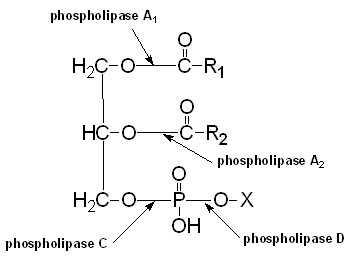 phospholipase A1
O
H2C-O-C-R1
O
HC-O-C-R2
phospholipase A2
O
H2C-O-P-O-X
OH
phospholipase C
phospholipase D